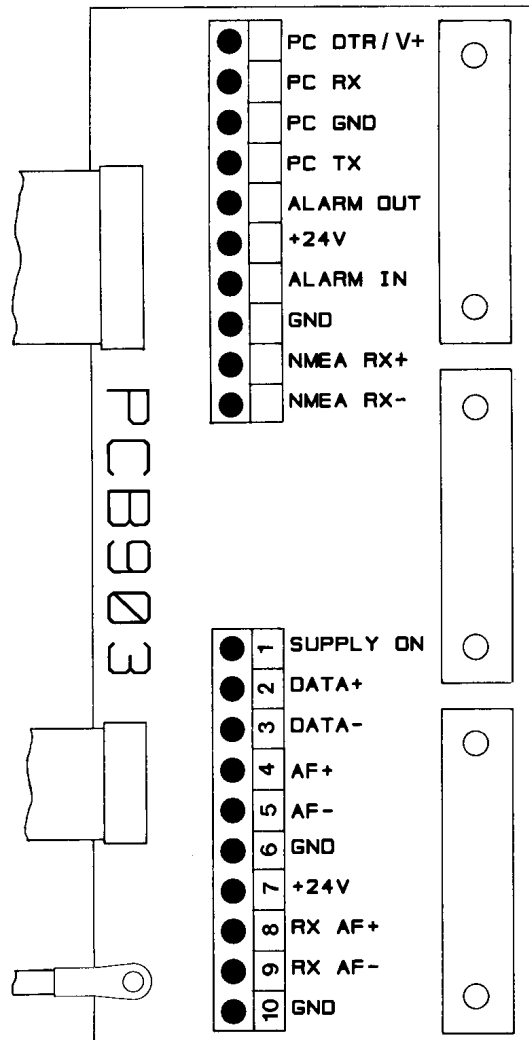 PC DTR/V+
PC RX
PC GND
PC TX
ALARM OUT
+24V
ALARM IN
GND
NMEA RX+
NMEA RX-
PCB903
1 SUPPLY ON
2 DATA+
3 DATA-
4 AF+
5 AF-
6 GND
7 +24V
8 RX AF+
9 RX AF-
10 GND